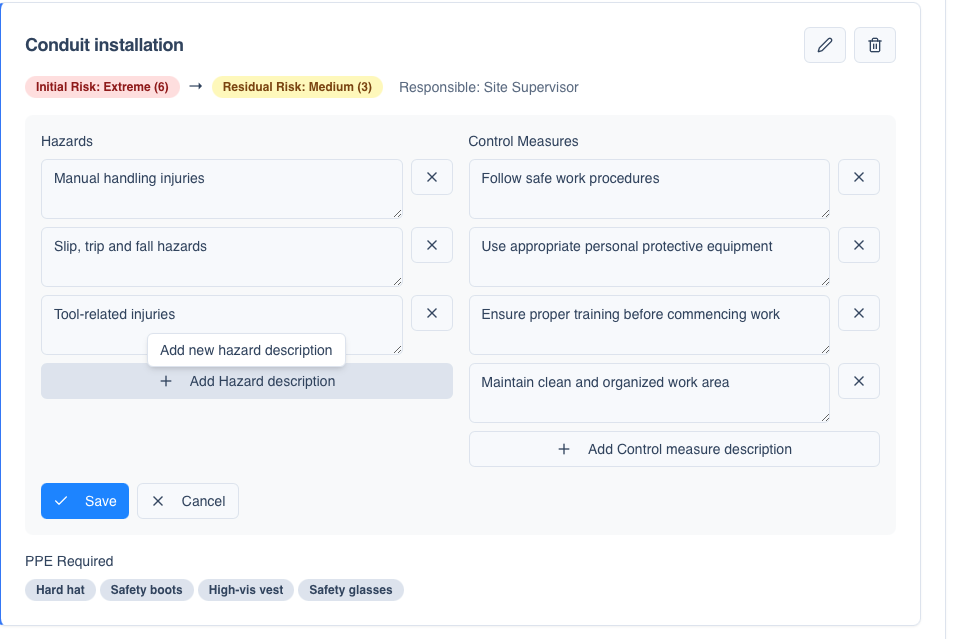 Conduit installation
Initial Risk: Extreme (6) → Residual Risk: Medium (3) Responsible: Site Supervisor
Hazards
Manual handling injuries
Slip, trip and fall hazards
Tool-related injuries
Add new hazard description
Add Hazard description
Control Measures
Follow safe work procedures
Use appropriate personal protective equipment
Ensure proper training before commencing work
Maintain clean and organized work area
Add Control measure description
Save
Cancel
PPE Required
Hard hat
Safety boots
High-vis vest
Safety glasses